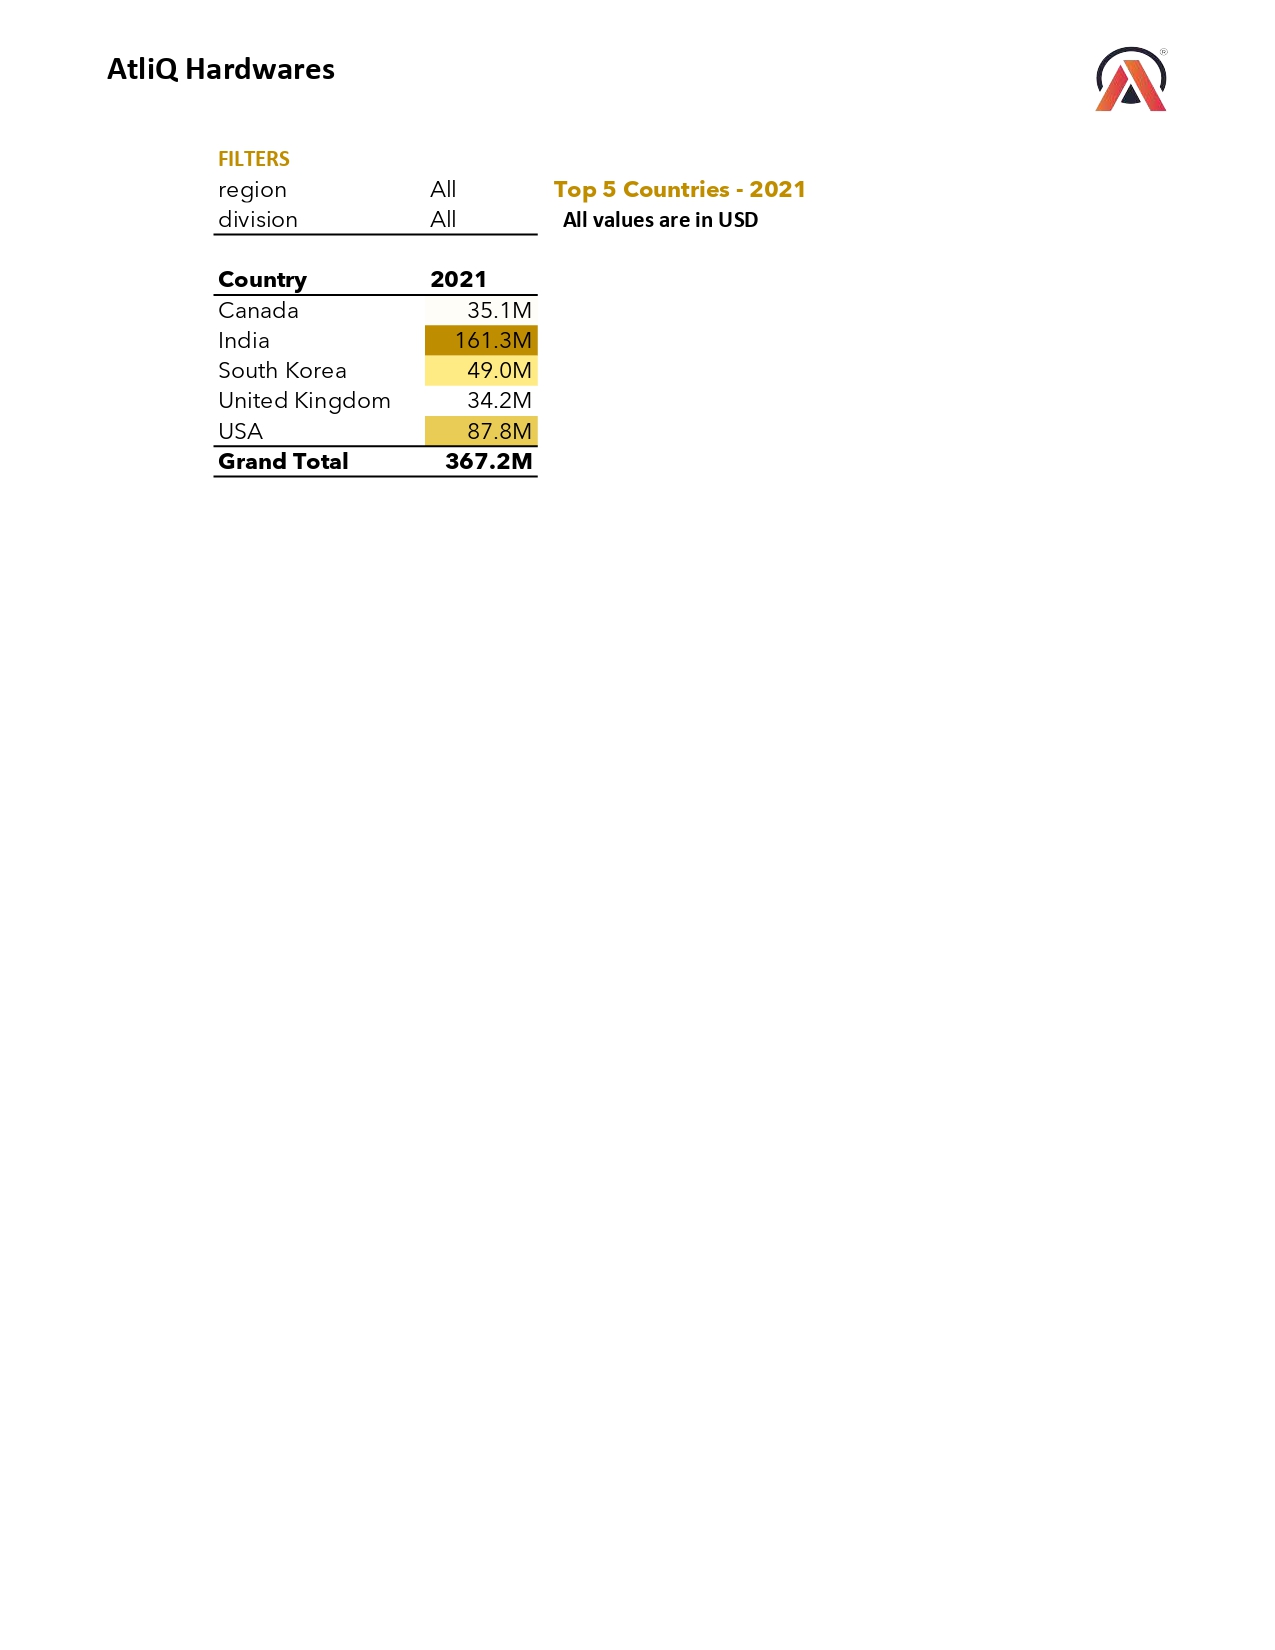 AtliQ Hardwares
®
FILTERS
region All Top 5 Countries - 2021
division All All values are in USD
Country 2021
Canada 35.1M
India 161.3M
South Korea 49.0M
United Kingdom 34.2M
USA 87.8M
Grand Total 367.2M